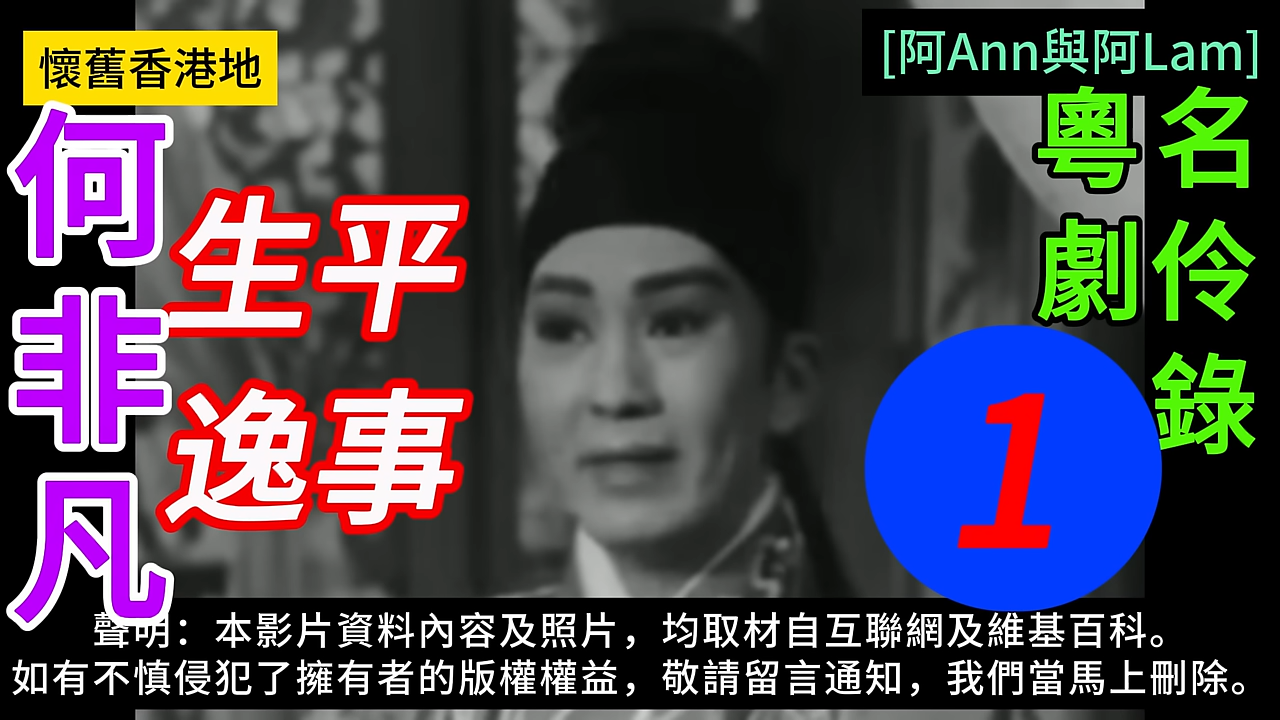 懷舊香港地
[阿Ann與阿Lam]
何非凡
生平
逸事
名伶錄
粵劇
1
聲明：本影片資料內容及照片，均取材自互聯網及維基百科。
如有不慎侵犯了擁有者的版權權益，敬請留言通知，我們當馬上刪除。